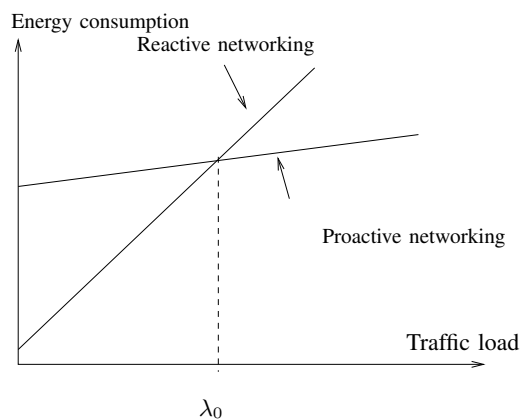 Energy consumption
Reactive networking
Proactive networking
Traffic load
λ0